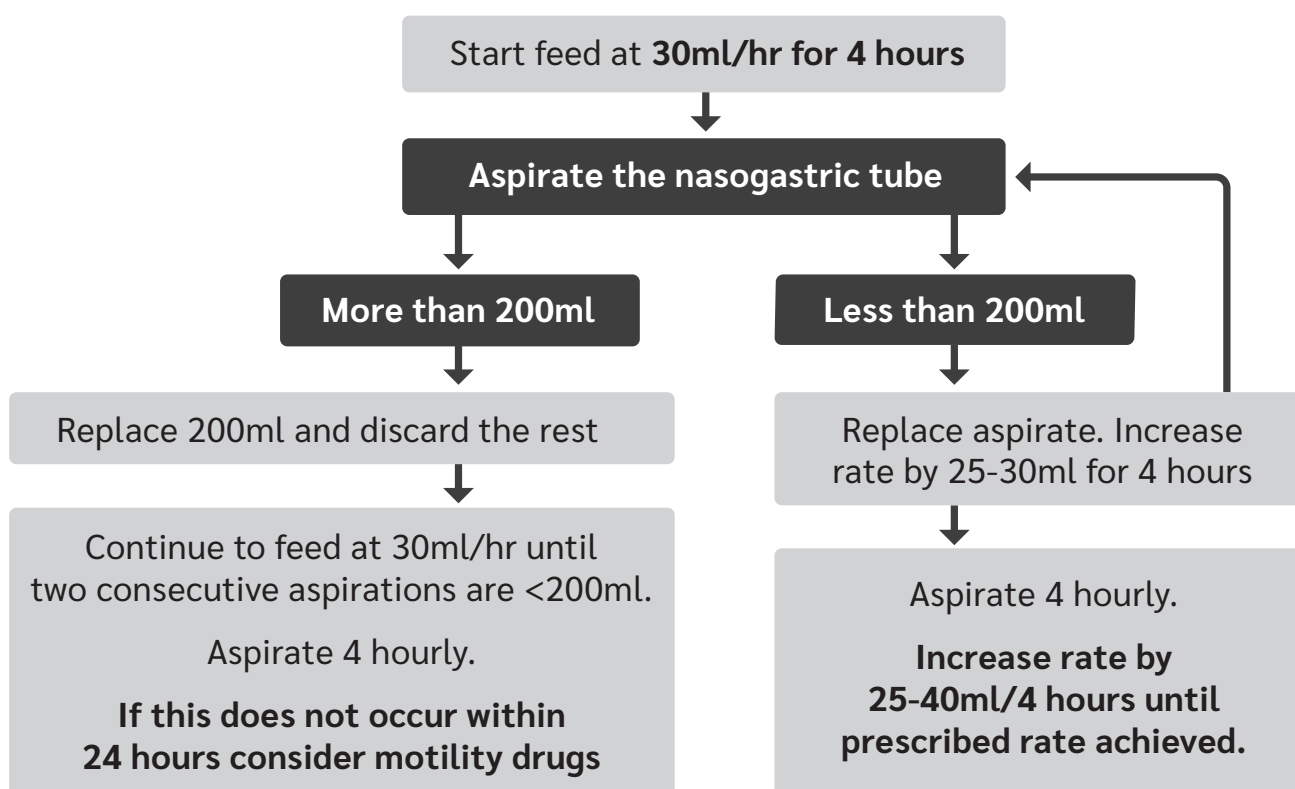 Start feed at 30ml/hr for 4 hours
Aspirate the nasogastric tube
More than 200ml
Less than 200ml
Replace 200ml and discard the rest
Replace aspirate. Increase
rate by 25-30ml for 4 hours
Continue to feed at 30ml/hr until
two consecutive aspirations are <200ml.
Aspirate 4 hourly.
If this does not occur within
24 hours consider motility drugs
Aspirate 4 hourly.
Increase rate by
25-40ml/4 hours until
prescribed rate achieved.